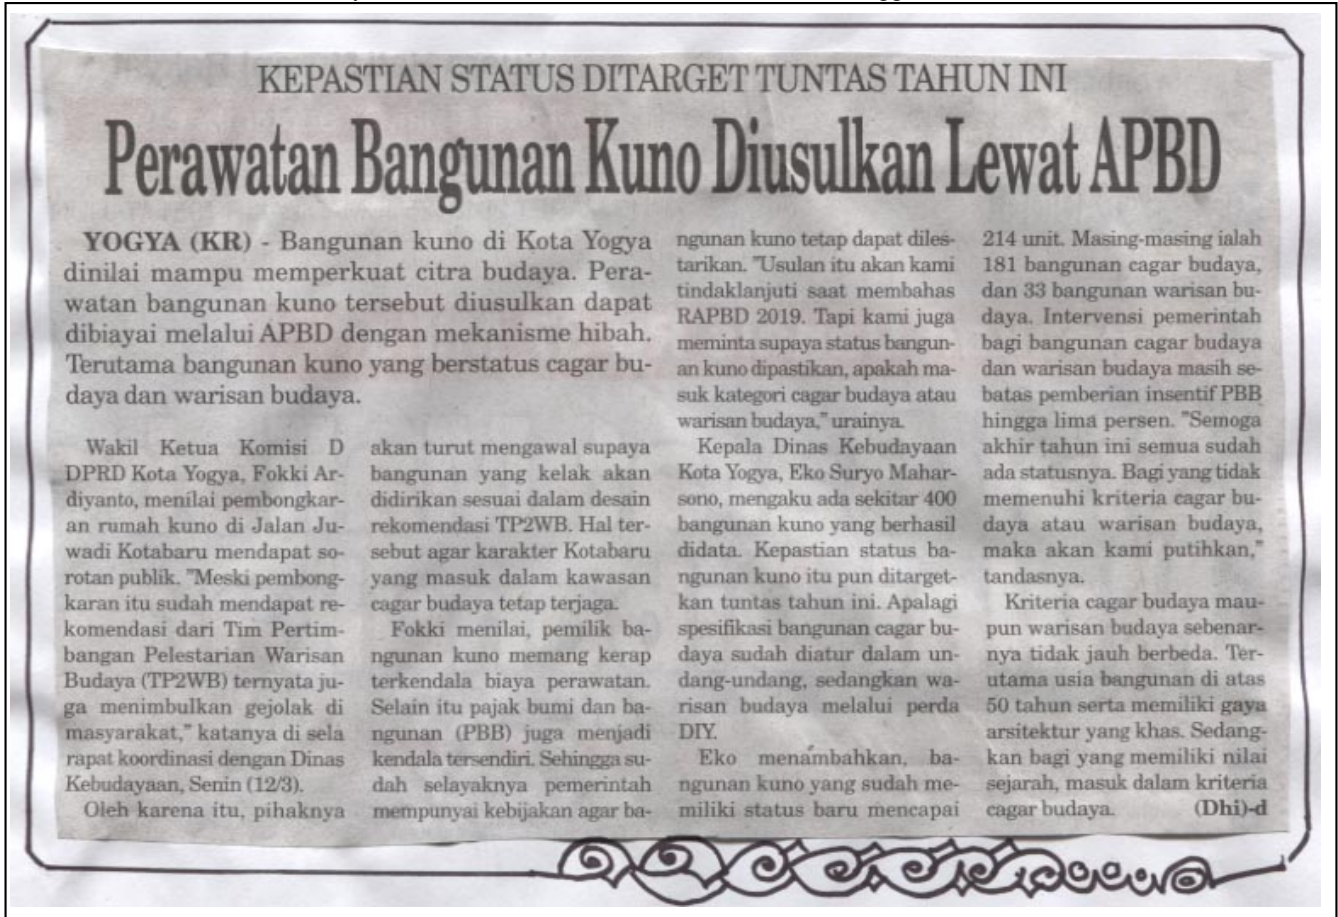 KEPASTIAN STATUS DITARGET TUNTAS TAHUN INI
Perawatan Bangunan Kuno Diusulkan Lewat APBD
YOGYA (KR) - Bangunan kuno di Kota Yogya
dinilai mampu memperkuat citra budaya. Pera-
watan bangunan kuno tersebut diusulkan dapat
dibiayai melalui APBD dengan mekanisme hibah.
Terutama bangunan kuno yang berstatus cagar bu-
daya dan warisan budaya.
Wakil Ketua Komisi D
DPRD Kota Yogya, Fokki Ar-
diyanto, menilai pembongkar-
an rumah kuno di Jalan Ju-
wadi Kotabaru mendapat so-
rotan publik. "Meski pembong-
karan itu sudah mendapat re-
komendasi dari Tim Pertim-
bangan Pelestarian Warisan
Budaya (TP2WB) ternyata ju-
ga menimbulkan gejolak di
masyarakat," katanya di sela
rapat koordinasi dengan Dinas
Kebudayaan, Senin (12/3).
Oleh karena itu, pihaknya
akan turut mengawal supaya
bangunan yang kelak akan
didirikan sesuai dalam desain
rekomendasi TP2WB. Hal ter-
sebut agar karakter Kotabaru
yang masuk dalam kawasan
cagar budaya tetap terjaga.
Fokki menilai, pemilik ba-
ngunan kuno memang kerap
terkendala biaya perawatan.
Selain itu pajak bumi dan ba-
ngunan (PBB) juga menjadi
kendala tersendiri. Sehingga su-
dah selayaknya pemerintah
mempunyai kebijakan agar ba-
ngunan kuno tetap dapat diles-
tarikan. "Usulan itu akan kami
tindaklanjuti saat membahas
RAPBD 2019. Tapi kami juga
meminta supaya status bangun-
an kuno dipastikan, apakah ma-
suk kategori cagar budaya atau
warisan budaya," urainya.
Kepala Dinas Kebudayaan
Kota Yogya, Eko Suryo Mahar-
sono, mengaku ada sekitar 400
bangunan kuno yang berhasil
didata. Kepastian status ba-
ngunan kuno itu pun ditarget-
kan tuntas tahun ini. Apalagi
spesifikasi bangunan cagar bu-
daya sudah diatur dalam un-
dang-undang, sedangkan wa-
risan budaya melalui perda
DIY.
Eko menambahkan, ba-
ngunan kuno yang sudah me-
miliki status baru mencapai
214 unit. Masing-masing ialah
181 bangunan cagar budaya,
dan 33 bangunan warisan bu-
daya. Intervensi pemerintah
bagi bangunan cagar budaya
dan warisan budaya masih se-
batas pemberian insentif PBB
hingga lima persen. "Semoga
akhir tahun ini semua sudah
ada statusnya. Bagi yang tidak
memenuhi kriteria cagar bu-
daya atau warisan budaya,
maka akan kami putihkan,"
tandasnya.
Kriteria cagar budaya mau-
pun warisan budaya sebenar-
nya tidak jauh berbeda. Ter-
utama usia bangunan di atas
50 tahun serta memiliki gaya
arsitektur yang khas. Sedang-
kan bagi yang memiliki nilai
sejarah, masuk dalam kriteria
cagar budaya. (Dhi)-d